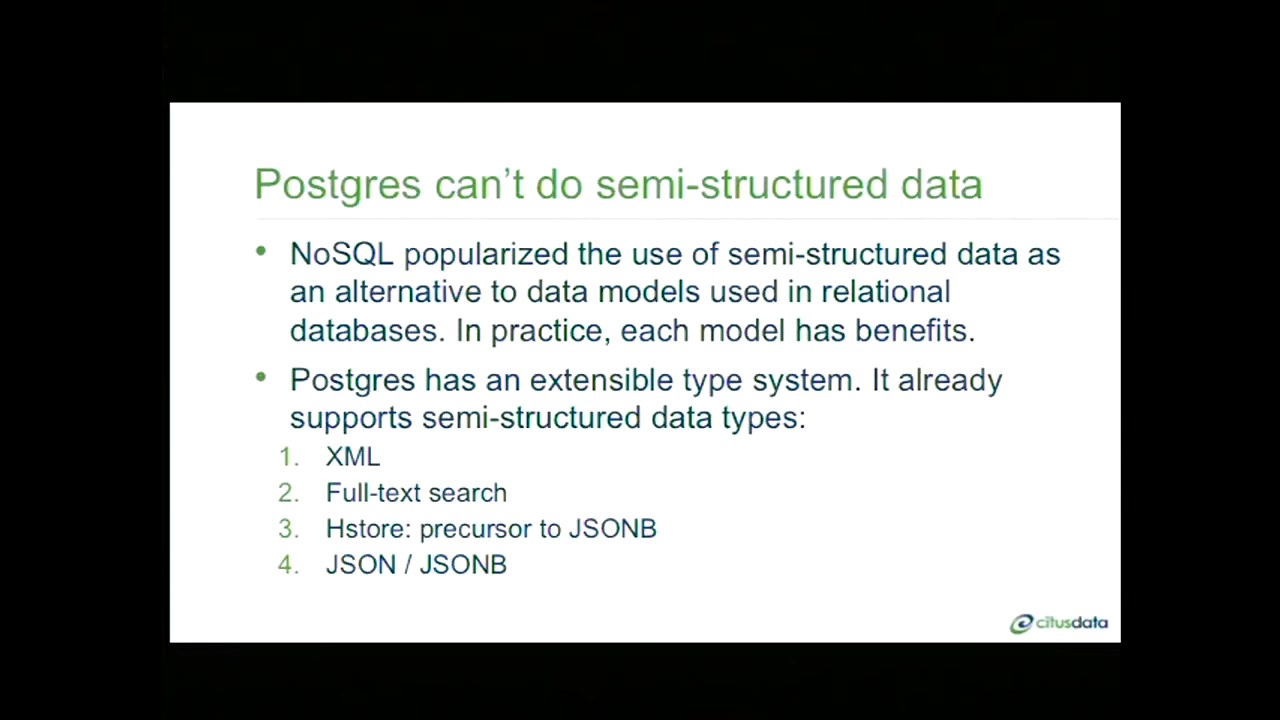 Postgres can't do semi-structured data
• NoSQL popularized the use of semi-structured data as
an alternative to data models used in relational
databases. In practice, each model has benefits.
• Postgres has an extensible type system. It already
supports semi-structured data types:
1. XML
2. Full-text search
3. Hstore: precursor to JSONB
4. JSON / JSONB
citusdata